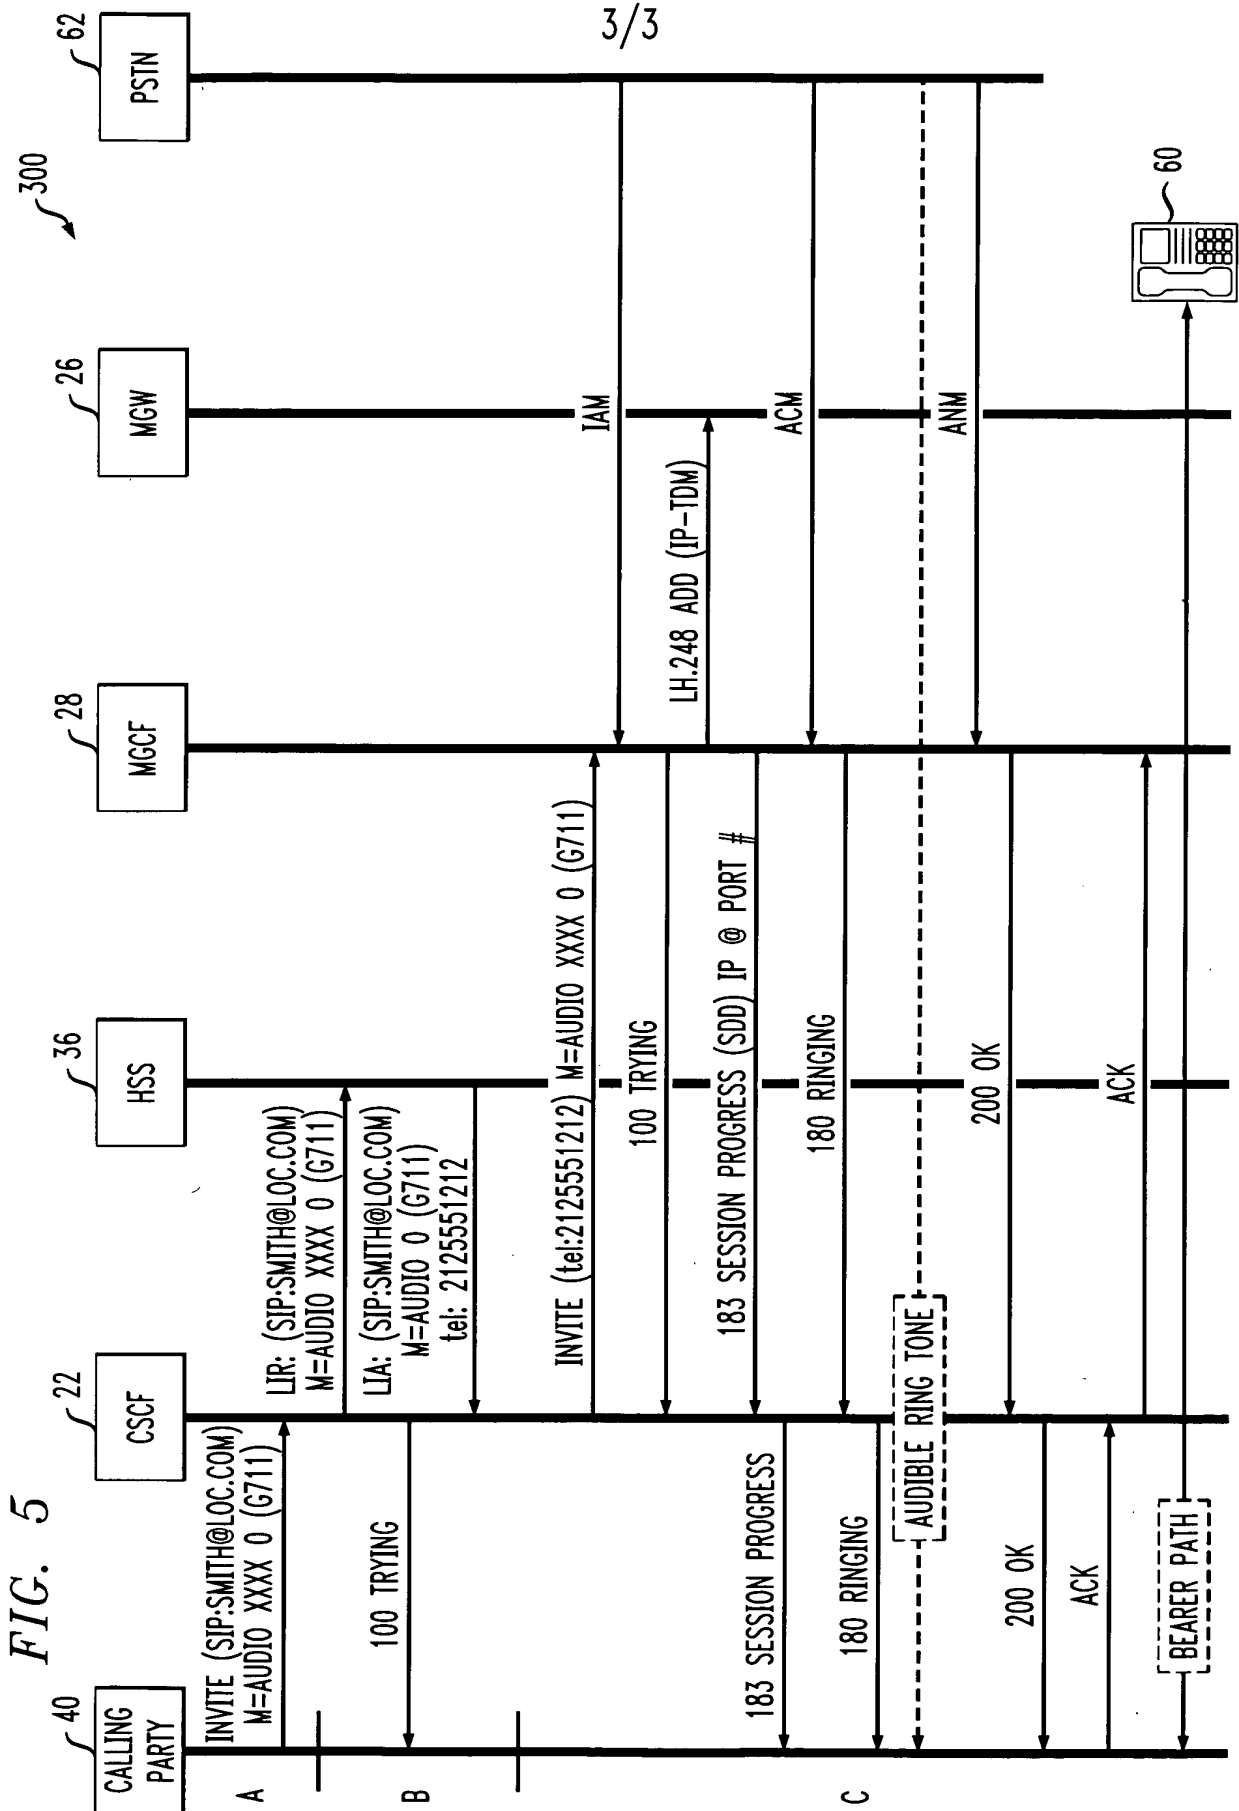 3/3
FIG. 5
300
40
CALLING
PARTY
22
CSCF
36
HSS
28
MGCF
26
MGW
62
PSTN
A
INVITE (SIP:SMITH@LOC.COM)
M=AUDIO XXXX 0 (G711)
LIR: (SIP:SMITH@LOC.COM)
M=AUDIO XXXX 0 (G711)
B
100 TRYING
LIA: (SIP:SMITH@LOC.COM)
M=AUDIO 0 (G711)
tel: 2125551212
C
INVITE (tel:2125551212) M=AUDIO XXXX 0 (G711)
IAM
100 TRYING
LH.248 ADD (IP-TDM)
183 SESSION PROGRESS (SDD) IP @ PORT #
183 SESSION PROGRESS
ACM
180 RINGING
180 RINGING
AUDIBLE RING TONE
ANM
200 OK
200 OK
ACK
ACK
BEARER PATH
60